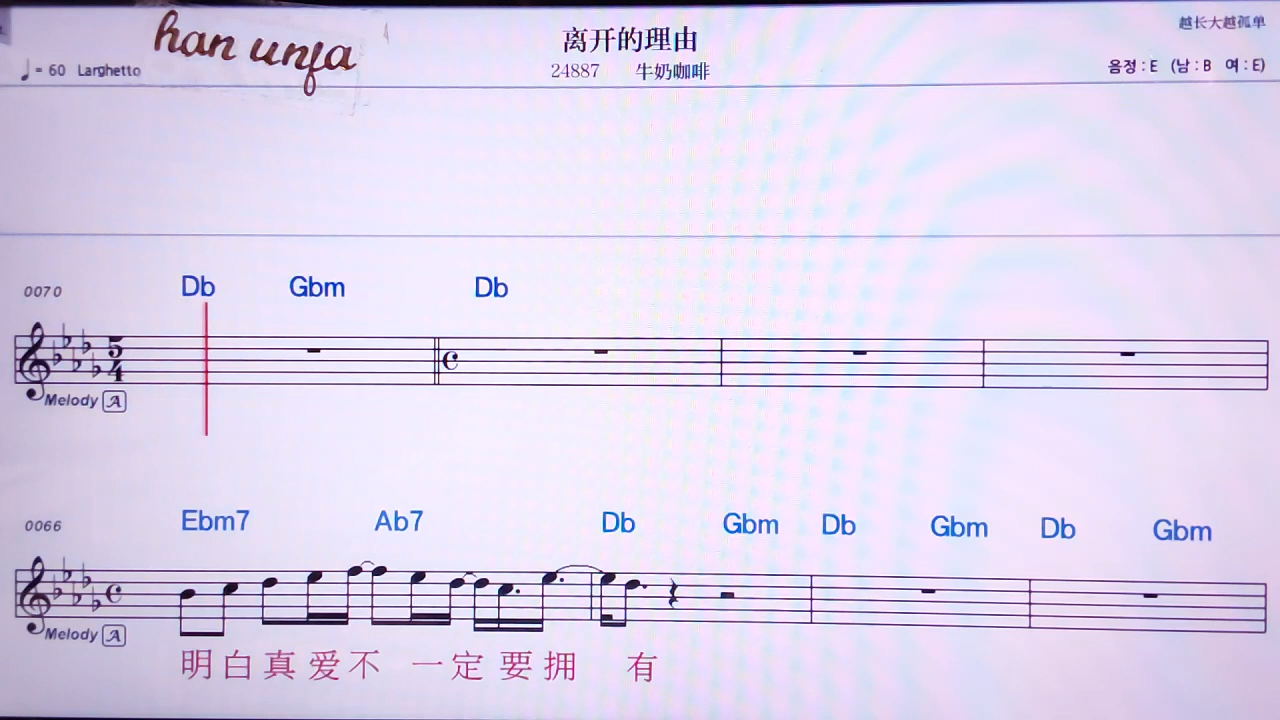 han unja
离开的理由
越长大越孤单
♩= 60 Larghetto
24887 牛奶咖啡
음정 : E (남 : B 여 : E)
Db Gbm Db
0070
5
4
Melody A
Ebm7 Ab7 Db Gbm Db Gbm Db Gbm
0066
Melody A
明白真爱不 一定要拥 有